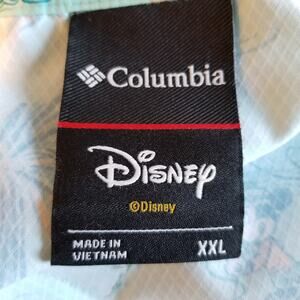 Columbia
Disney
©Disney
MADE IN
VIETNAM
XXL